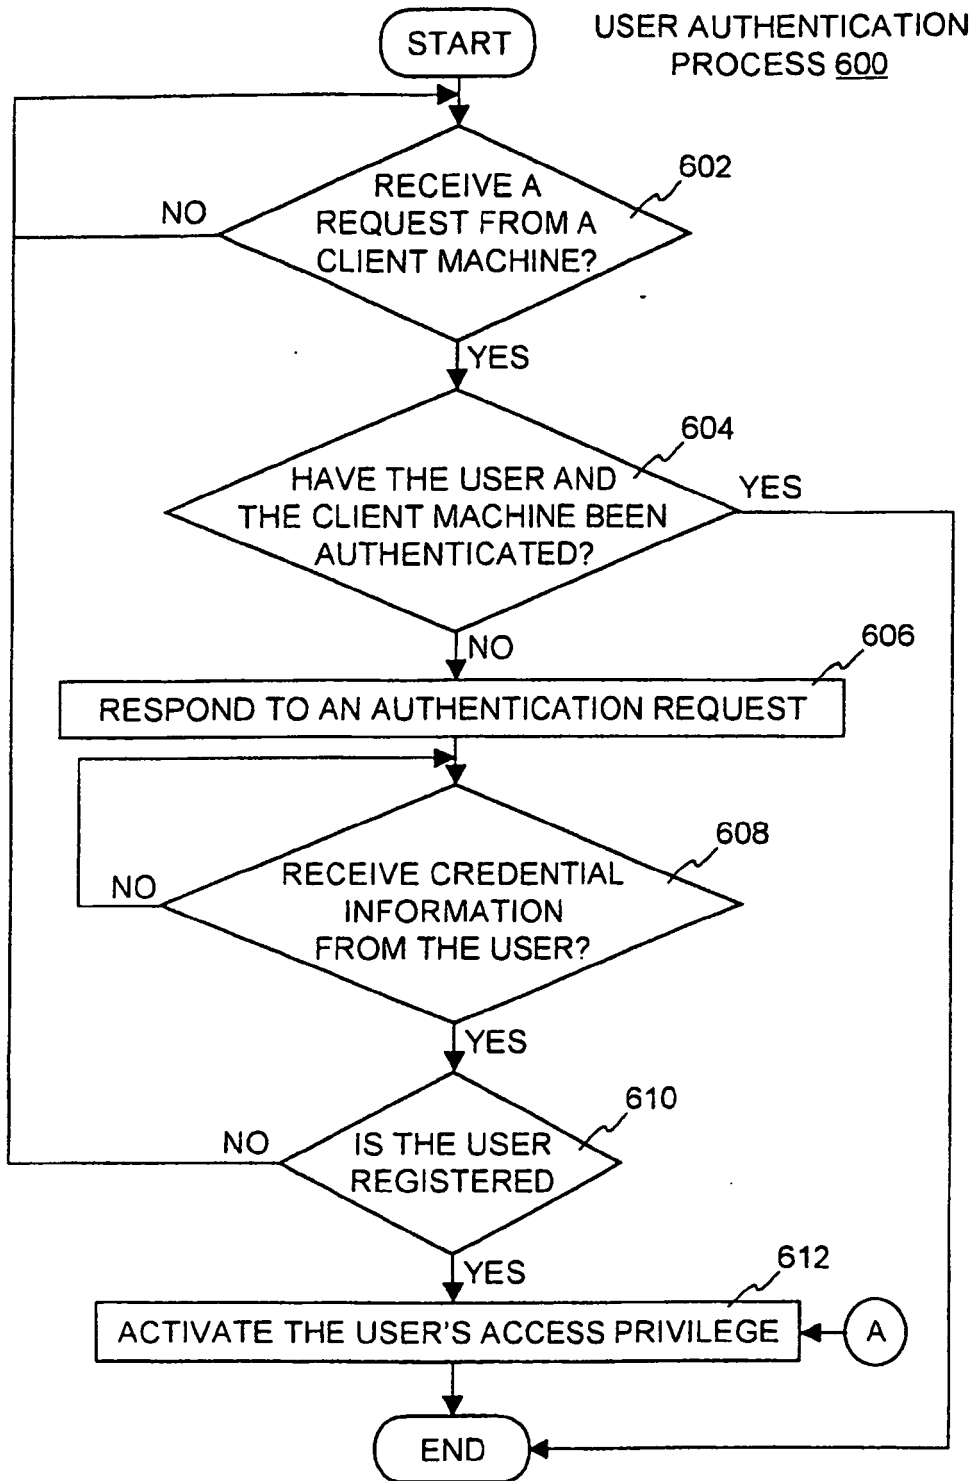 START
USER AUTHENTICATION
PROCESS 600
RECEIVE A
REQUEST FROM A
CLIENT MACHINE?
602
NO
YES
HAVE THE USER AND
THE CLIENT MACHINE BEEN
AUTHENTICATED?
604
YES
NO
606
RESPOND TO AN AUTHENTICATION REQUEST
608
RECEIVE CREDENTIAL
INFORMATION
FROM THE USER?
NO
YES
610
NO
IS THE USER
REGISTERED
YES
612
ACTIVATE THE USER'S ACCESS PRIVILEGE
A
END